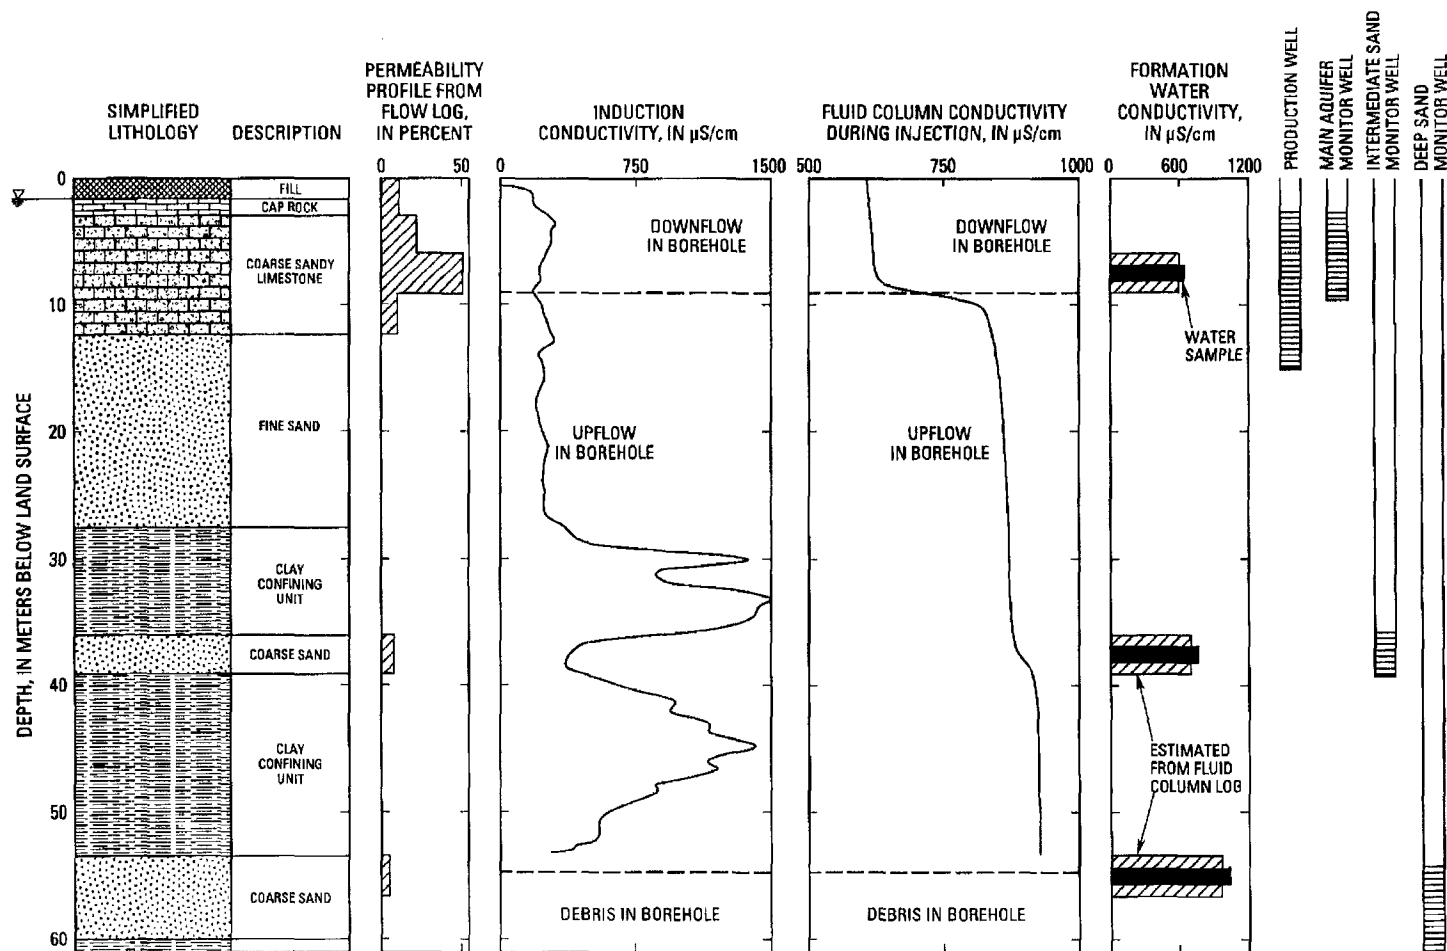 SIMPLIFIED
LITHOLOGY
DESCRIPTION
PERMEABILITY
PROFILE FROM
FLOW LOG,
IN PERCENT
INDUCTION
CONDUCTIVITY, IN µS/cm
FLUID COLUMN CONDUCTIVITY
DURING INJECTION, IN µS/cm
FORMATION
WATER
CONDUCTIVITY,
IN µS/cm
PRODUCTION WELL
MAIN AQUIFER
MONITOR WELL
INTERMEDIATE SAND
MONITOR WELL
DEEP SAND
MONITOR WELL
0 50
0 750 1500
500 750 1000
0 600 1200
DEPTH, IN METERS BELOW LAND SURFACE
0
10
20
30
40
50
60
FILL
CAP ROCK
COARSE SANDY
LIMESTONE
FINE SAND
CLAY
CONFINING
UNIT
COARSE SAND
CLAY
CONFINING
UNIT
COARSE SAND
DOWNFLOW
IN BOREHOLE
UPFLOW
IN BOREHOLE
DEBRIS IN BOREHOLE
DOWNFLOW
IN BOREHOLE
UPFLOW
IN BOREHOLE
DEBRIS IN BOREHOLE
WATER
SAMPLE
ESTIMATED
FROM FLUID
COLUMN LOG